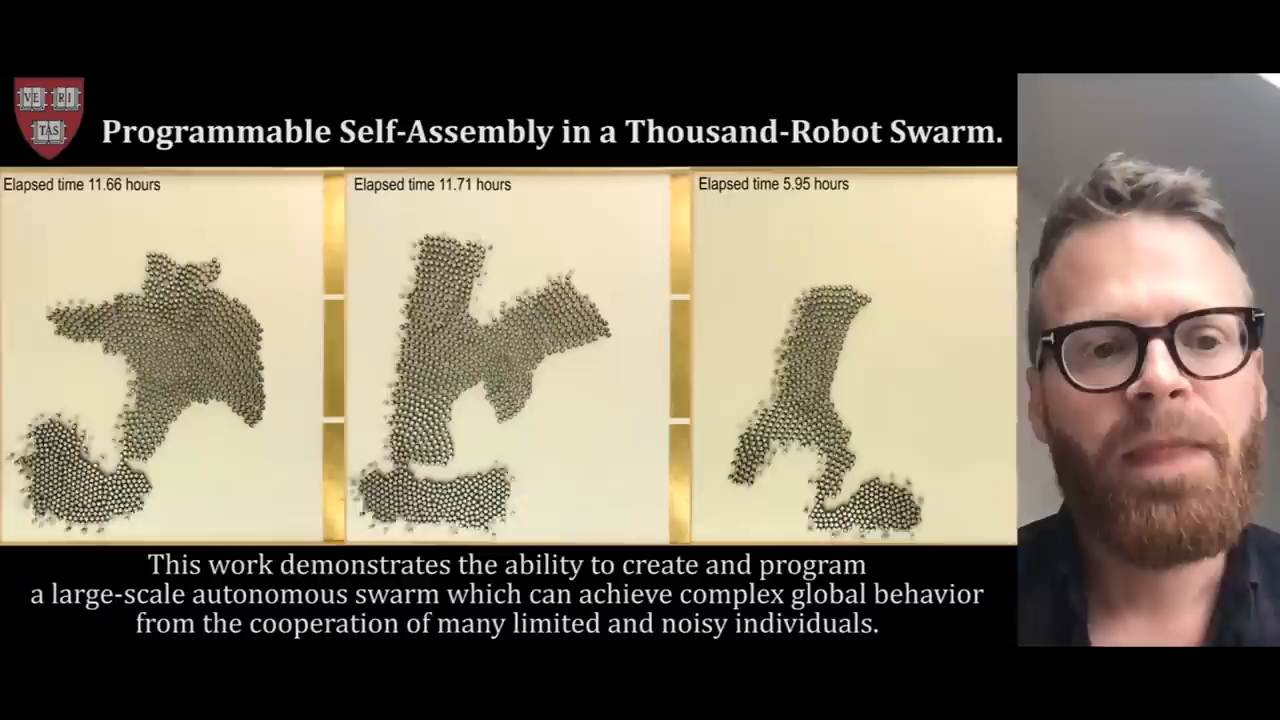 VE RI
TAS
Programmable Self-Assembly in a Thousand-Robot Swarm.
Elapsed time 11.66 hours
Elapsed time 11.71 hours
Elapsed time 5.95 hours
This work demonstrates the ability to create and program
a large-scale autonomous swarm which can achieve complex global behavior
from the cooperation of many limited and noisy individuals.